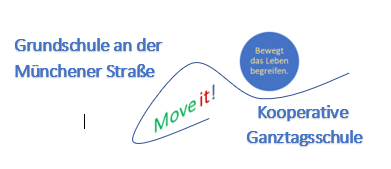 Grundschule an der
Münchener Straße
Bewegt
das Leben
begreifen.
Move it!
Kooperative
Ganztagsschule